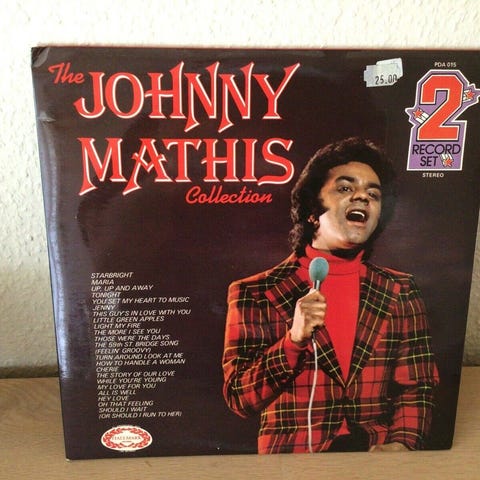 The
JOHNNY
MATHIS
Collection
25.00
PDA 015
2
RECORD
SET
STEREO
STARBRIGHT
MARIA
UP, UP AND AWAY
TONIGHT
YOU SET MY HEART TO MUSIC
JENNY
THIS GUY'S IN LOVE WITH YOU
LITTLE GREEN APPLES
LIGHT MY FIRE
THE MORE I SEE YOU
THOSE WERE THE DAYS
THE 59th ST. BRIDGE SONG
(FEELIN' GROOVY)
TURN AROUND LOOK AT ME
HOW TO HANDLE A WOMAN
CHERIE
THE STORY OF OUR LOVE
WHILE YOU'RE YOUNG
MY LOVE FOR YOU
ALL IS WELL
HEY LOVE
OH THAT FEELING
SHOULD I WAIT
(OR SHOULD I RUN TO HER)
HALLMARK